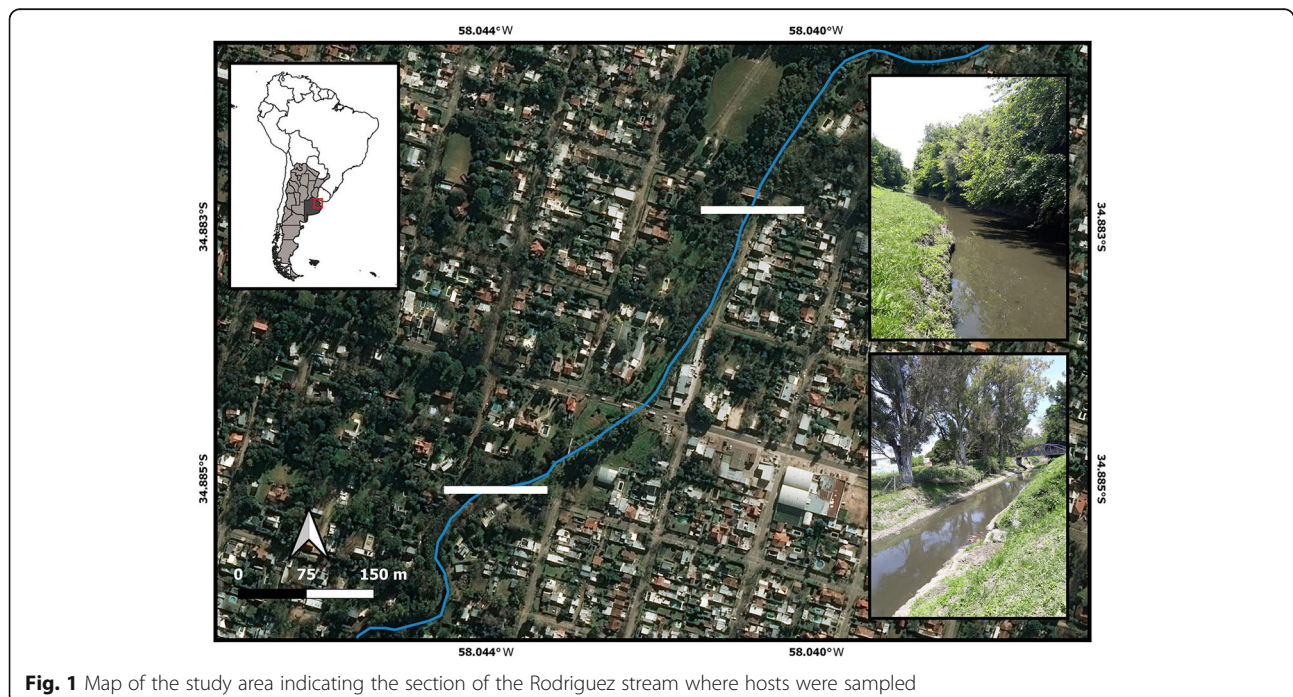 58.044°W 58.040°W
34.883°S 34.883°S
34.885°S 34.885°S
0 75 150 m
58.044°W 58.040°W
Fig. 1 Map of the study area indicating the section of the Rodriguez stream where hosts were sampled